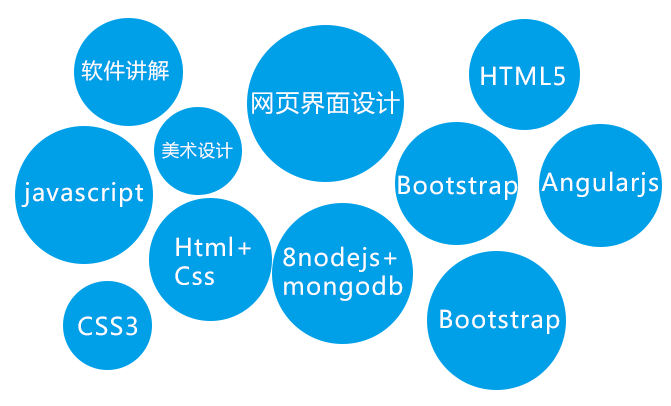 软件讲解
网页界面设计
HTML5
美术设计
javascript
Bootstrap
Angularjs
Html+
Css
8nodejs+
mongodb
CSS3
Bootstrap